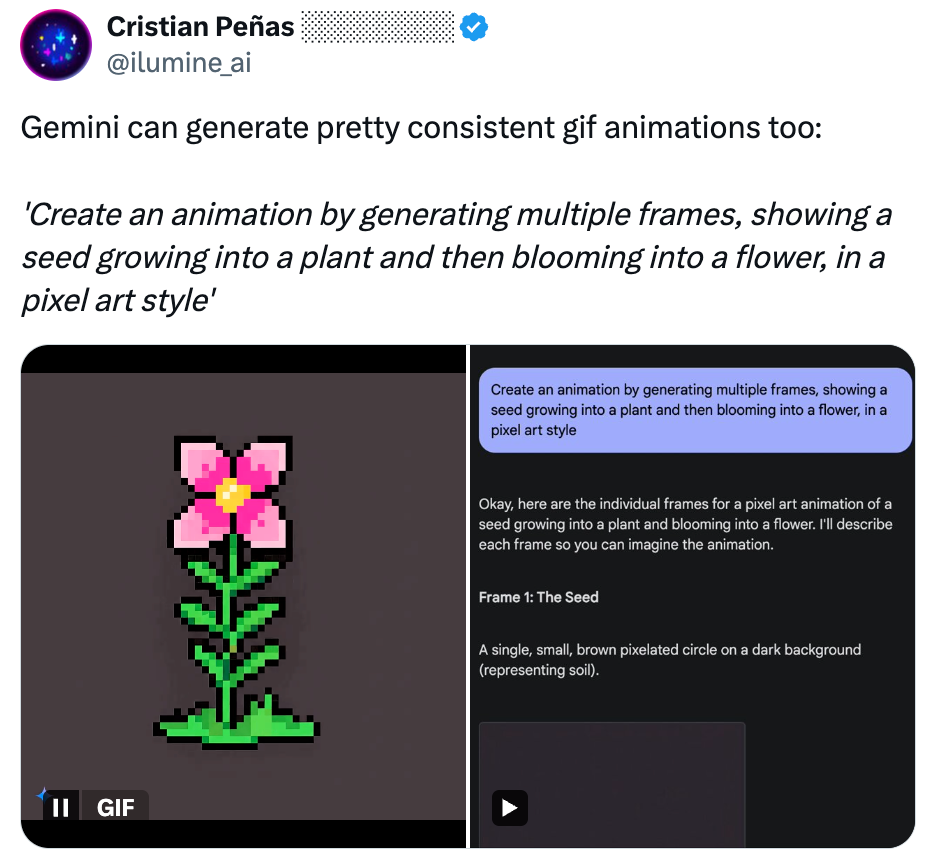 Cristian Peñas
@ilumine_ai
Gemini can generate pretty consistent gif animations too:
'Create an animation by generating multiple frames, showing a
seed growing into a plant and then blooming into a flower, in a
pixel art style'
GIF
Create an animation by generating multiple frames, showing a
seed growing into a plant and then blooming into a flower, in a
pixel art style
Okay, here are the individual frames for a pixel art animation of a
seed growing into a plant and blooming into a flower. I'll describe
each frame so you can imagine the animation.
Frame 1: The Seed
A single, small, brown pixelated circle on a dark background
(representing soil).